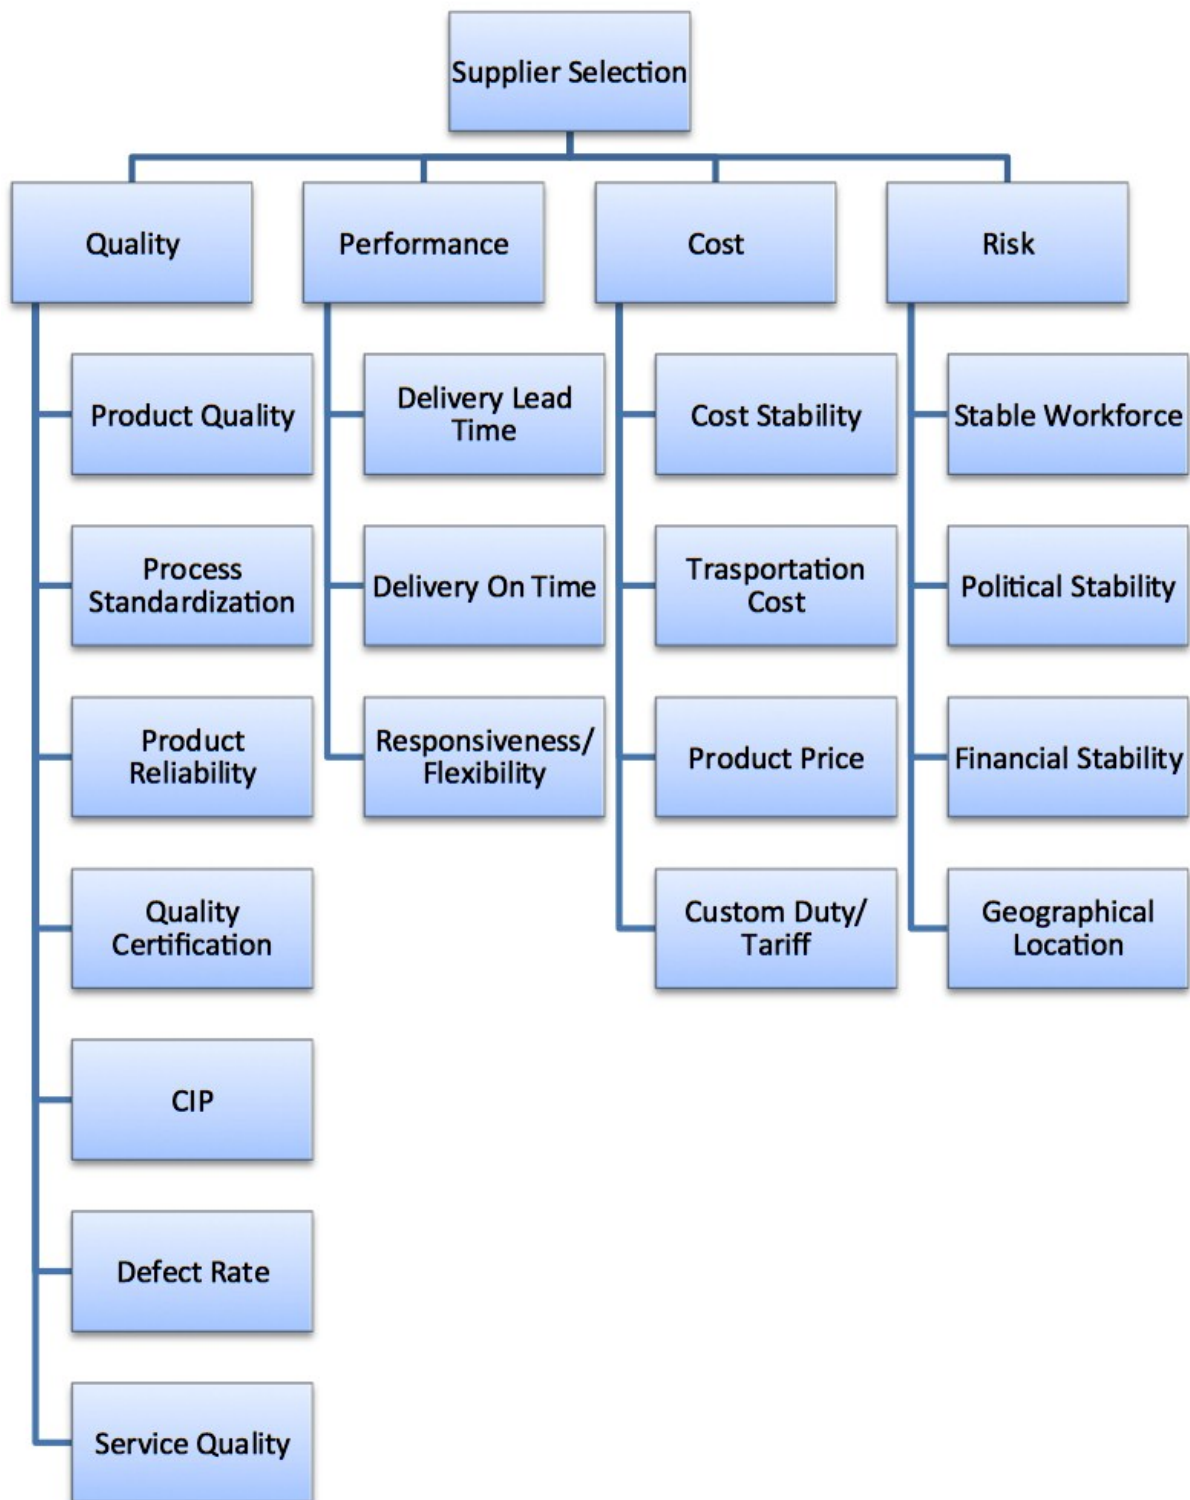 Supplier Selection
Quality
Performance
Cost
Risk
Product Quality
Delivery Lead
Time
Cost Stability
Stable Workforce
Process
Standardization
Delivery On Time
Trasportation
Cost
Political Stability
Product
Reliability
Responsiveness/
Flexibility
Product Price
Financial Stability
Quality
Certification
Custom Duty/
Tariff
Geographical
Location
CIP
Defect Rate
Service Quality